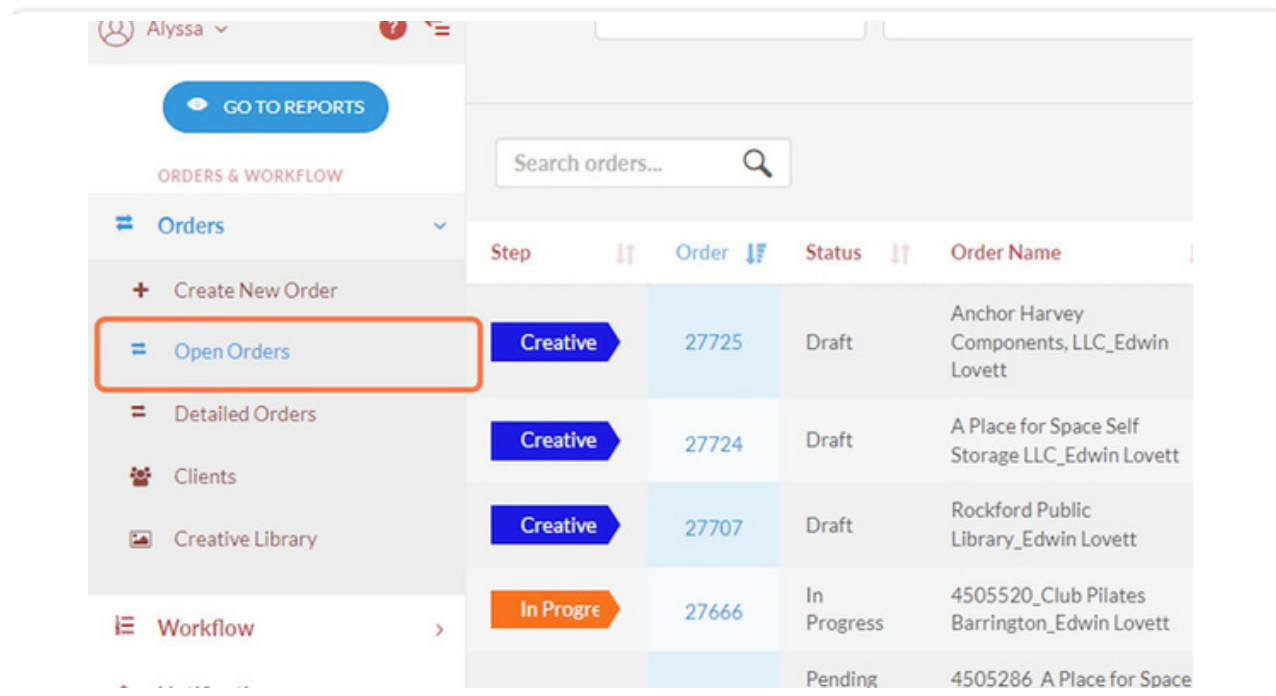 Alyssa
?
GO TO REPORTS
ORDERS & WORKFLOW
Orders
Create New Order
Open Orders
Detailed Orders
Clients
Creative Library
Workflow
Search orders...
Step Order Status Order Name
Creative 27725 Draft Anchor Harvey
Components, LLC_Edwin
Lovett
Creative 27724 Draft A Place for Space Self
Storage LLC_Edwin Lovett
Creative 27707 Draft Rockford Public
Library_Edwin Lovett
In Progre 27666 In
Progress 4505520_Club Pilates
Barrington_Edwin Lovett
Pending 4505286_A Place for Space